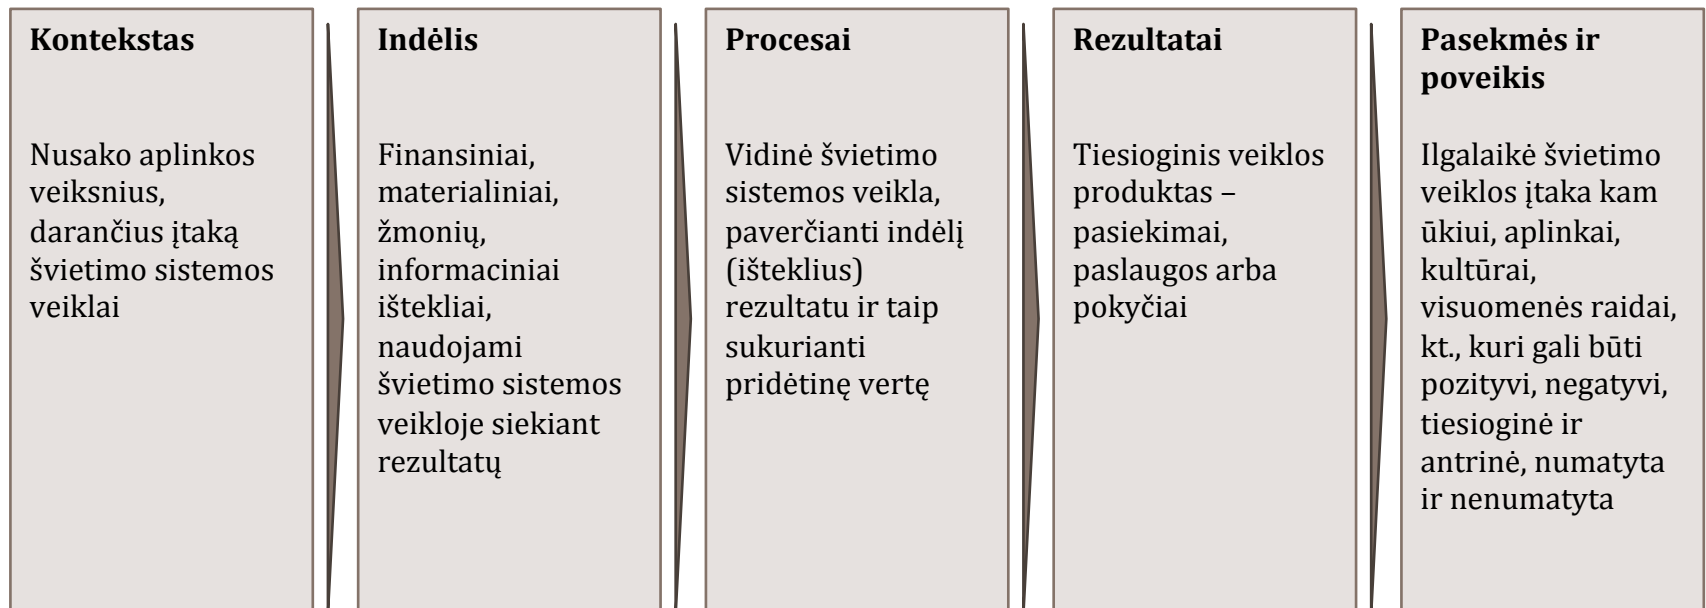 Kontekstas
Nusako aplinkos
veiksnius,
darančius įtaką
švietimo sistemos
veiklai
Indėlis
Finansiniai,
materialiniai,
žmonių,
informaciniai
ištekliai,
naudojami
švietimo sistemos
veikloje siekiant
rezultatų
Procesai
Vidinė švietimo
sistemos veikla,
paverčianti indėlį
(išteklius)
rezultatu ir taip
sukurianti
pridėtinę vertę
Rezultatai
Tiesioginis veiklos
produktas –
pasiekimai,
paslaugos arba
pokyčiai
Pasekmės ir
poveikis
Ilgalaikė švietimo
veiklos įtaka kam
ūkiui, aplinkai,
kultūrai,
visuomenės raidai,
kt., kuri gali būti
pozityvi, negatyvi,
tiesioginė ir
antrinė, numatyta
ir nenumatyta